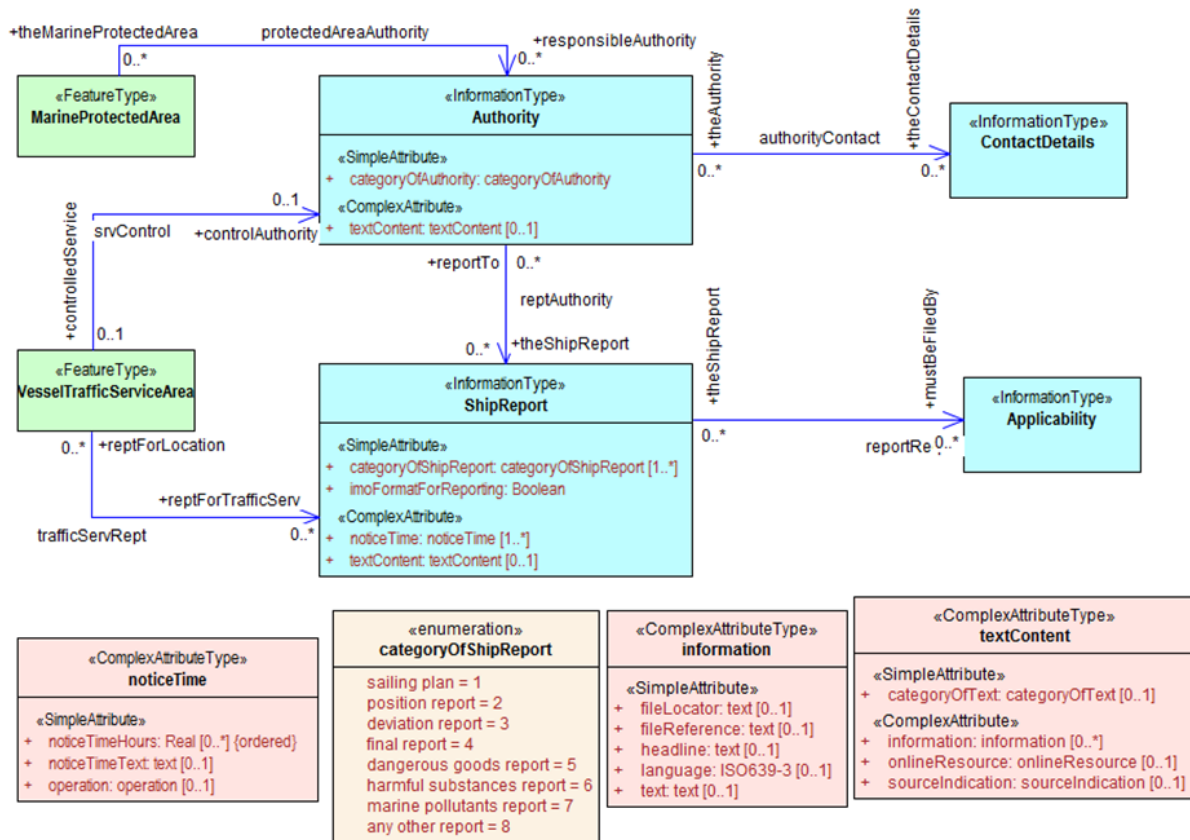 +theMarineProtectedArea
protectedAreaAuthority
+responsibleAuthority
0..*
0..*
«FeatureType»
MarineProtectedArea
«InformationType»
Authority
«SimpleAttribute»
+ categoryOfAuthority: categoryOfAuthority
«ComplexAttribute»
+ textContent: textContent [0..1]
+theAuthority
0..*
authorityContact
+theContactDetails
0..*
«InformationType»
ContactDetails
+controlledService
0..1
srvControl
0..1
+controlAuthority
+reportTo
0..*
reptAuthority
0..*
+theShipReport
«FeatureType»
VesselTrafficServiceArea
0..*
+reptForLocation
+reptForTrafficServ
trafficServRept
0..*
«InformationType»
ShipReport
«SimpleAttribute»
+ categoryOfShipReport: categoryOfShipReport [1..*]
+ imoFormatForReporting: Boolean
«ComplexAttribute»
+ noticeTime: noticeTime [1..*]
+ textContent: textContent [0..1]
+theShipReport
0..*
+mustBeFiledBy
reportRe
0..*
«InformationType»
Applicability
«ComplexAttributeType»
noticeTime
«SimpleAttribute»
+ noticeTimeHours: Real [0..*] {ordered}
+ noticeTimeText: text [0..1]
+ operation: operation [0..1]
«enumeration»
categoryOfShipReport
sailing plan = 1
position report = 2
deviation report = 3
final report = 4
dangerous goods report = 5
harmful substances report = 6
marine pollutants report = 7
any other report = 8
«ComplexAttributeType»
information
«SimpleAttribute»
+ fileLocator: text [0..1]
+ fileReference: text [0..1]
+ headline: text [0..1]
+ language: ISO639-3 [0..1]
+ text: text [0..1]
«ComplexAttributeType»
textContent
«SimpleAttribute»
+ categoryOfText: categoryOfText [0..1]
«ComplexAttribute»
+ information: information [0..*]
+ onlineResource: onlineResource [0..1]
+ sourceIndication: sourceIndication [0..1]